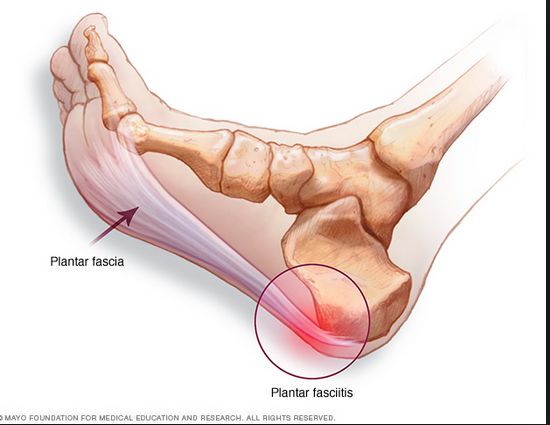 Plantar fascia
Plantar fasciitis
© MAYO FOUNDATION FOR MEDICAL EDUCATION AND RESEARCH. ALL RIGHTS RESERVED.